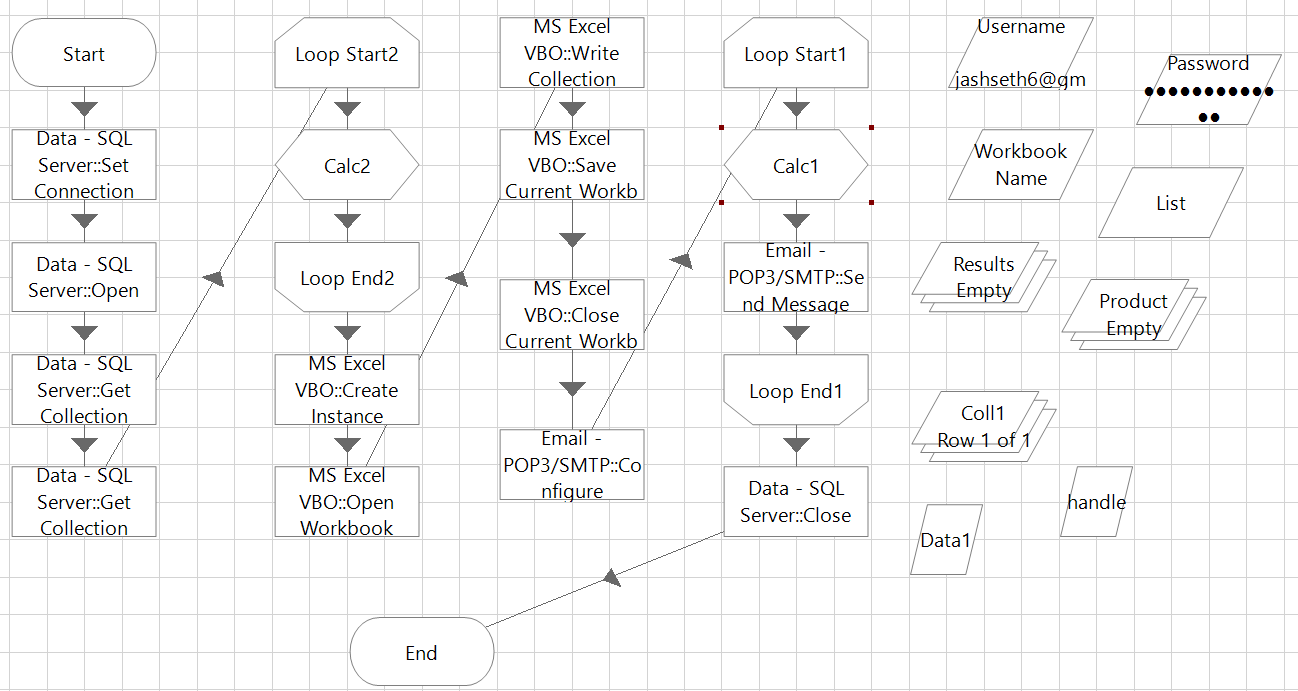 Start
Data - SQL
Server::Set
Connection
Data - SQL
Server::Open
Data - SQL
Server::Get
Collection
Data - SQL
Server::Get
Collection
Loop Start2
Calc2
Loop End2
MS Excel
VBO::Create
Instance
MS Excel
VBO::Open
Workbook
MS Excel
VBO::Write
Collection
MS Excel
VBO::Save
Current Workb
MS Excel
VBO::Close
Current Workb
Email -
POP3/SMTP::Co
nfigure
Loop Start1
Calc1
Email -
POP3/SMTP::Se
nd Message
Loop End1
Data - SQL
Server::Close
End
Username
jashseth6@gm
Password
●●●●●●●●●●●
●●
Workbook
Name
List
Results
Empty
Product
Empty
Coll1
Row 1 of 1
handle
Data1